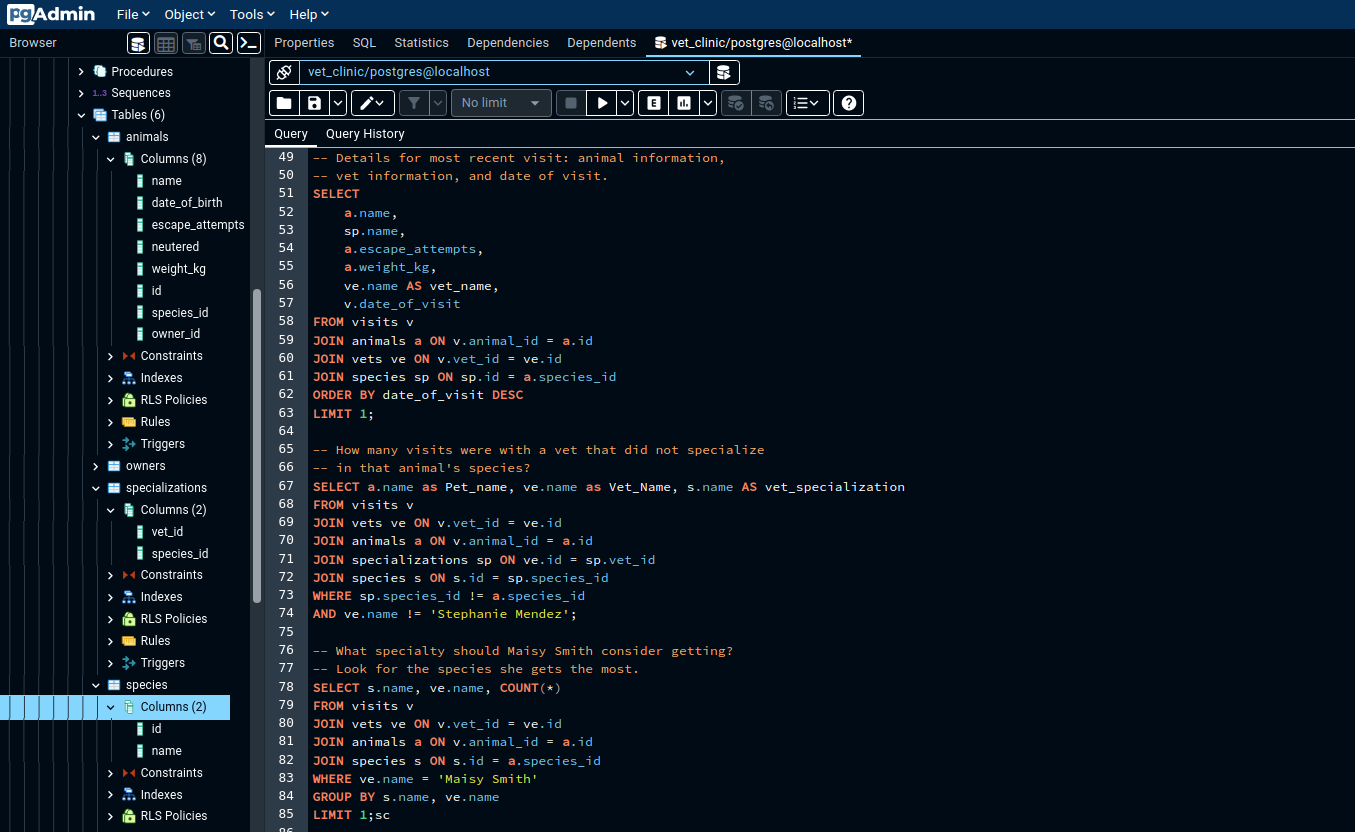 pgAdmin File Object Tools Help
Browser
Properties SQL Statistics Dependencies Dependents vet_clinic/postgres@localhost*
vet_clinic/postgres@localhost
No limit
E
Query Query History
Procedures
1..3 Sequences
Tables (6)
animals
Columns (8)
name
date_of_birth
escape_attempts
neutered
weight_kg
id
species_id
owner_id
Constraints
Indexes
RLS Policies
Rules
Triggers
owners
specializations
Columns (2)
vet_id
species_id
Constraints
Indexes
RLS Policies
Rules
Triggers
species
Columns (2)
id
name
Constraints
Indexes
RLS Policies
49 -- Details for most recent visit: animal information,
50 -- vet information, and date of visit.
51 SELECT
52     a.name,
53     sp.name,
54     a.escape_attempts,
55     a.weight_kg,
56     ve.name AS vet_name,
57     v.date_of_visit
58 FROM visits v
59 JOIN animals a ON v.animal_id = a.id
60 JOIN vets ve ON v.vet_id = ve.id
61 JOIN species sp ON sp.id = a.species_id
62 ORDER BY date_of_visit DESC
63 LIMIT 1;
64
65 -- How many visits were with a vet that did not specialize
66 -- in that animal's species?
67 SELECT a.name as Pet_name, ve.name as Vet_Name, s.name AS vet_specialization
68 FROM visits v
69 JOIN vets ve ON v.vet_id = ve.id
70 JOIN animals a ON v.animal_id = a.id
71 JOIN specializations sp ON ve.id = sp.vet_id
72 JOIN species s ON s.id = sp.species_id
73 WHERE sp.species_id != a.species_id
74 AND ve.name != 'Stephanie Mendez';
75
76 -- What specialty should Maisy Smith consider getting?
77 -- Look for the species she gets the most.
78 SELECT s.name, ve.name, COUNT(*)
79 FROM visits v
80 JOIN vets ve ON v.vet_id = ve.id
81 JOIN animals a ON v.animal_id = a.id
82 JOIN species s ON s.id = a.species_id
83 WHERE ve.name = 'Maisy Smith'
84 GROUP BY s.name, ve.name
85 LIMIT 1;sc